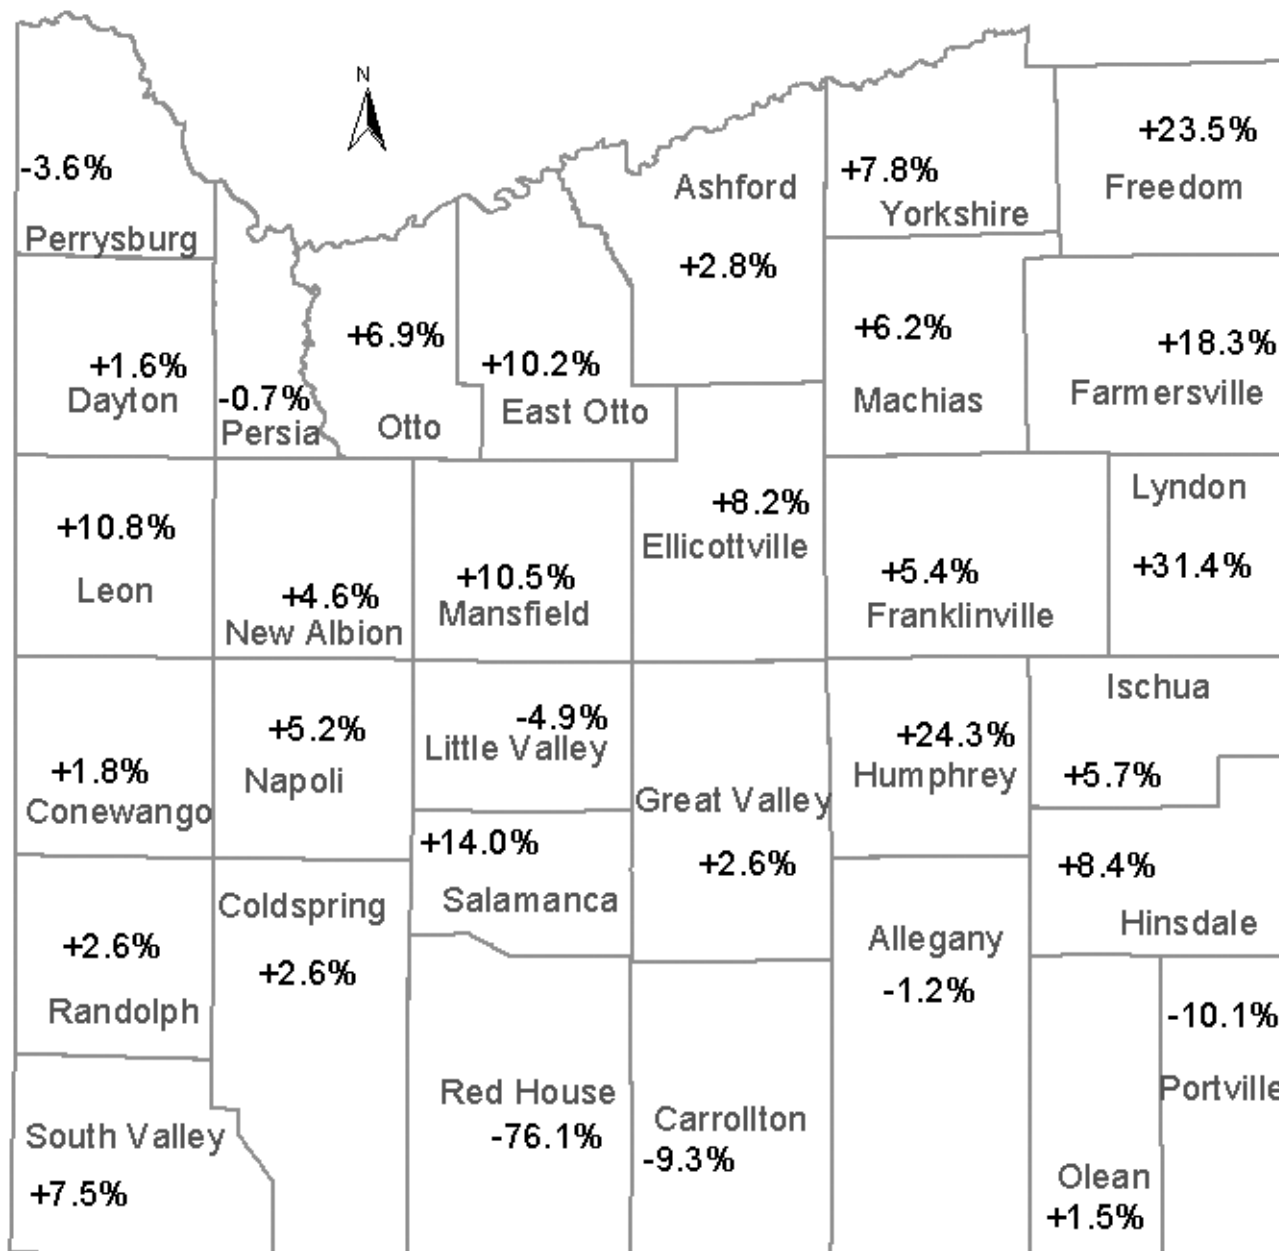 N
-3.6%
Perrysburg
Ashford
+2.8%
+7.8%
Yorkshire
+23.5%
Freedom
+1.6%
Dayton
-0.7%
Persia
+6.9%
Otto
+10.2%
East Otto
+6.2%
Machias
+18.3%
Farmersville
+10.8%
Leon
+4.6%
New Albion
+10.5%
Mansfield
+8.2%
Ellicottville
+5.4%
Franklinville
Lyndon
+31.4%
+1.8%
Conewango
+5.2%
Napoli
-4.9%
Little Valley
Great Valley
+2.6%
+24.3%
Humphrey
Ischua
+5.7%
+14.0%
Salamanca
+8.4%
Hinsdale
+2.6%
Randolph
Coldspring
+2.6%
Allegany
-1.2%
-10.1%
Portville
South Valley
+7.5%
Red House
-76.1%
Carrollton
-9.3%
Olean
+1.5%